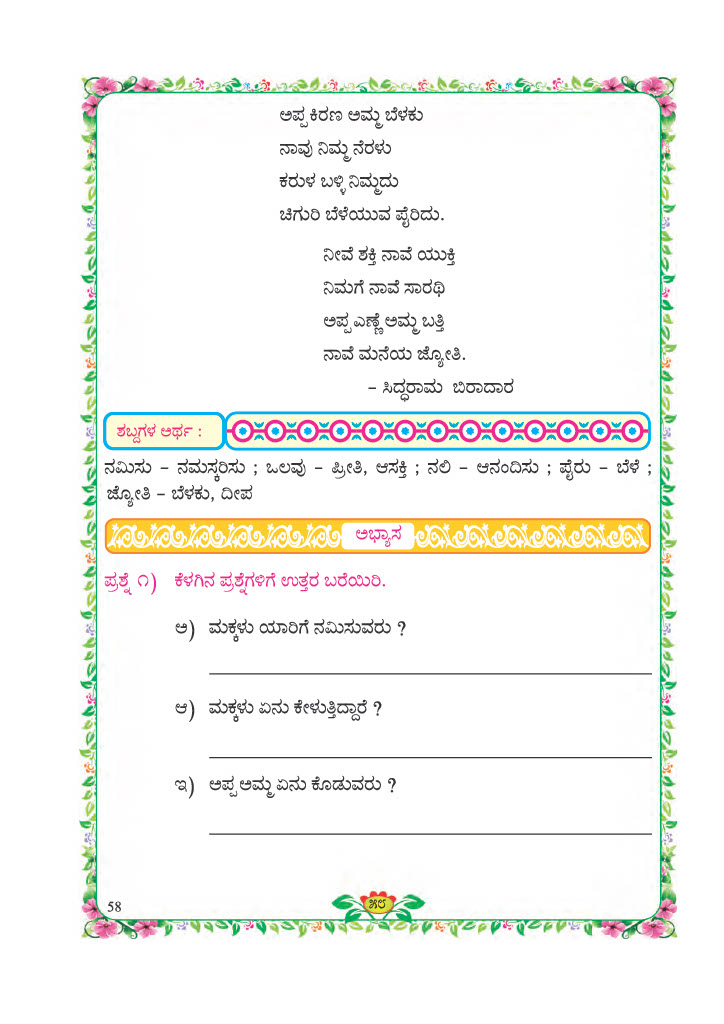 ಅಪ್ಪ ಕಿರಣ ಅಮ್ಮ ಬೆಳಕು
ನಾವು ನಿಮ್ಮ ನೆರಳು
ಕರುಳ ಬಳ್ಳಿ ನಿಮ್ಮದು
ಚಿಗುರಿ ಬೆಳೆಯುವ ಪೈರಿದು.
ನೀವೆ ಶಕ್ತಿ ನಾವೆ ಯುಕ್ತಿ
ನಿಮಗೆ ನಾವೆ ಸಾರಥಿ
ಅಪ್ಪ ಎಣ್ಣೆ ಅಮ್ಮ ಬತ್ತಿ
ನಾವೆ ಮನೆಯ ಜ್ಯೋತಿ.
– ಸಿದ್ಧರಾಮ ಬಿರಾದಾರ
ಶಬ್ದಗಳ ಅರ್ಥ :
ನಮಿಸು – ನಮಸ್ಕರಿಸು ; ಒಲವು – ಪ್ರೀತಿ, ಆಸಕ್ತಿ ; ನಲಿ – ಆನಂದಿಸು ; ಪೈರು – ಬೆಳೆ ;
ಜ್ಯೋತಿ – ಬೆಳಕು, ದೀಪ
ಅಭ್ಯಾಸ
ಪ್ರಶ್ನೆ ೧) ಕೆಳಗಿನ ಪ್ರಶ್ನೆಗಳಿಗೆ ಉತ್ತರ ಬರೆಯಿರಿ.
ಅ) ಮಕ್ಕಳು ಯಾರಿಗೆ ನಮಿಸುವರು ?
ಆ) ಮಕ್ಕಳು ಏನು ಕೇಳುತ್ತಿದ್ದಾರೆ ?
ಇ) ಅಪ್ಪ ಅಮ್ಮ ಏನು ಕೊಡುವರು ?
58
೫೮